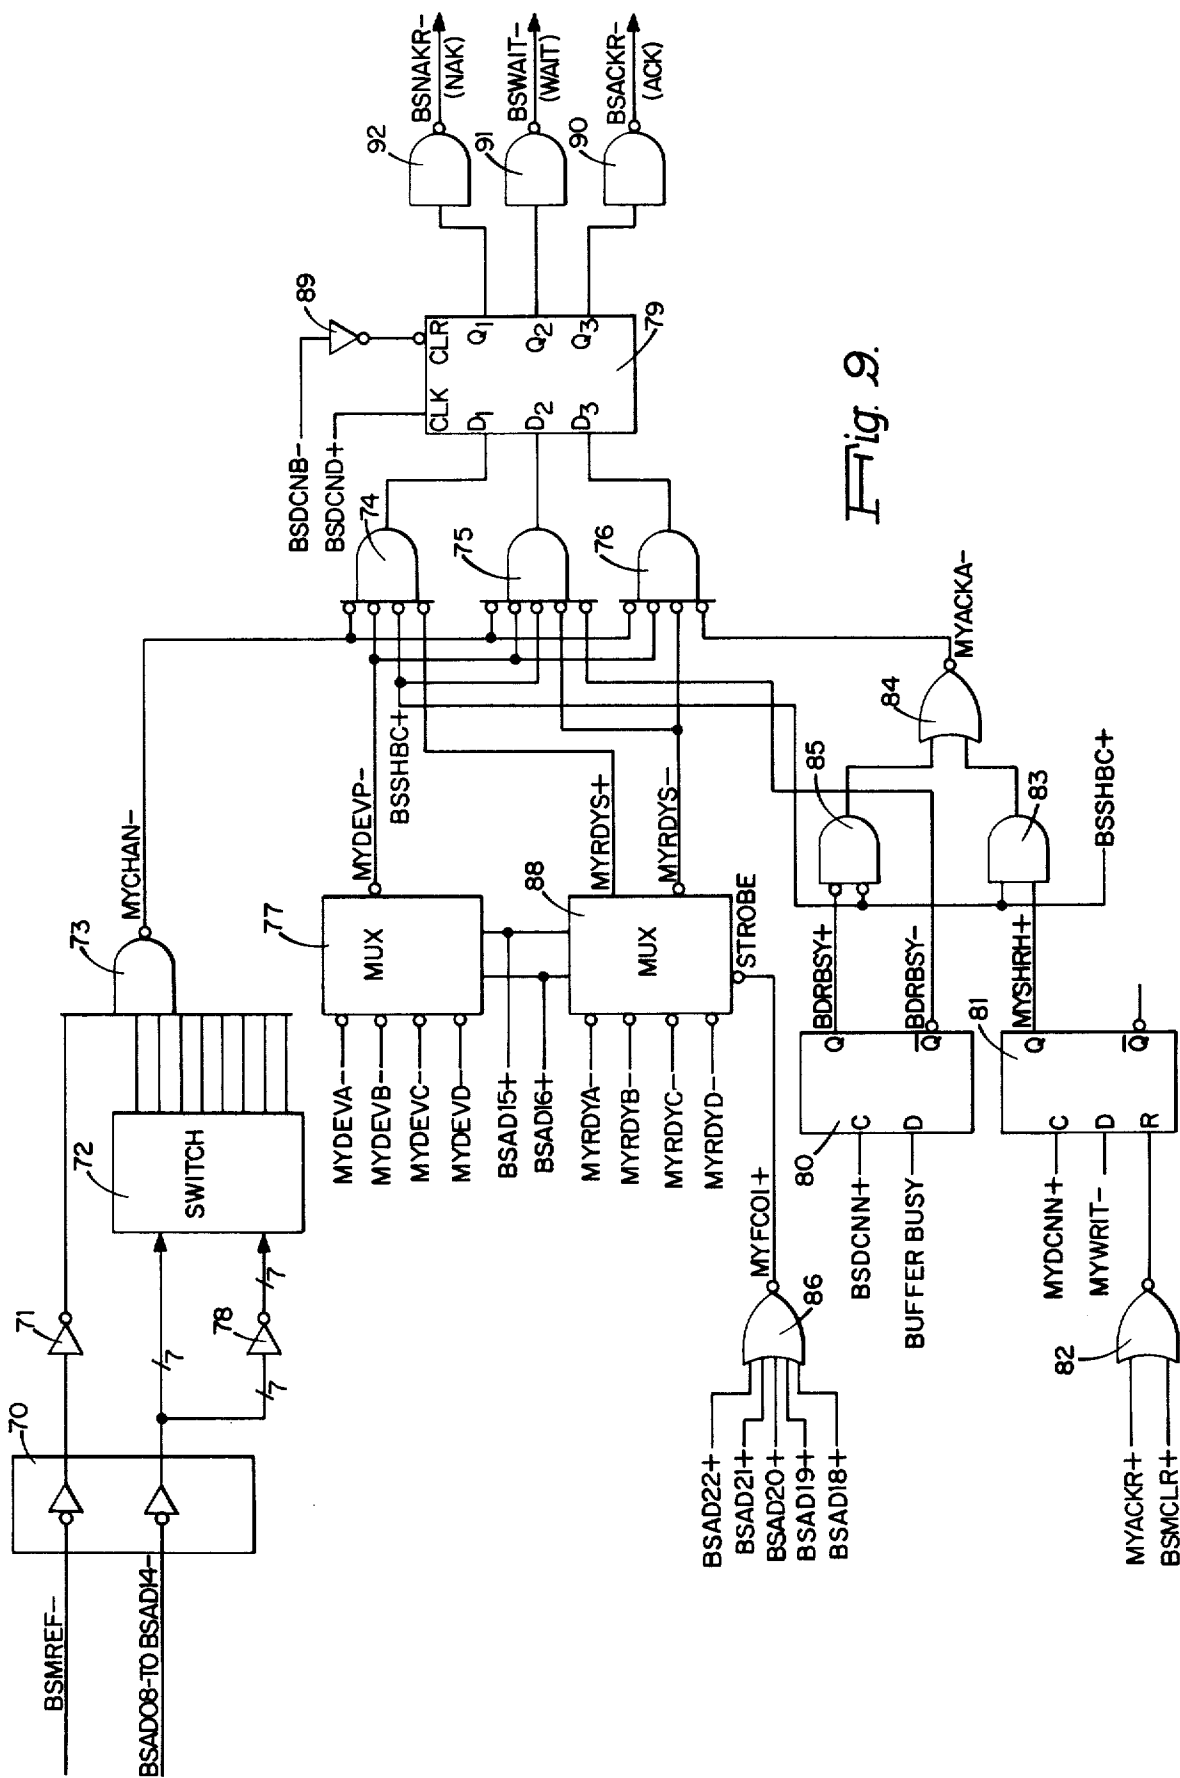 BSMREF-
BSAD08-TO BSAD14-
70
71
78
7
7
7
72
SWITCH
73
MYCHAN-
MYDEVA-
MYDEVB-
MYDEVC-
MYDEVD
77
MUX
MYDEVP-
BSSHBC+
BSAD15+
BSAD16+
MYRDYA-
MYRDYB-
MYRDYC-
MYRDYD-
88
MUX
MYRDYS+
MYRDYS-
STROBE
MYFC01+
86
BSAD22+
BSAD21+
BSAD20+
BSAD19+
BSAD18+
BSDCNN+
BUFFER BUSY
80
C
D
Q
Q
BDRBSY+
BDRBSY-
85
MYDCNN+
MYWRIT-
82
MYACKR+
BSMCLR+
C
D
R
81
Q
Q
MYSHRH+
83
BSSHBC+
84
MYACKA-
74
75
76
BSDCNB-
BSDCND+
89
CLK
CLR
D1
D2
D3
Q1
Q2
Q3
79
92
91
90
BSNAKR-
(NAK)
BSWAIT-
(WAIT)
BSACKR-
(ACK)
Fig. 9.